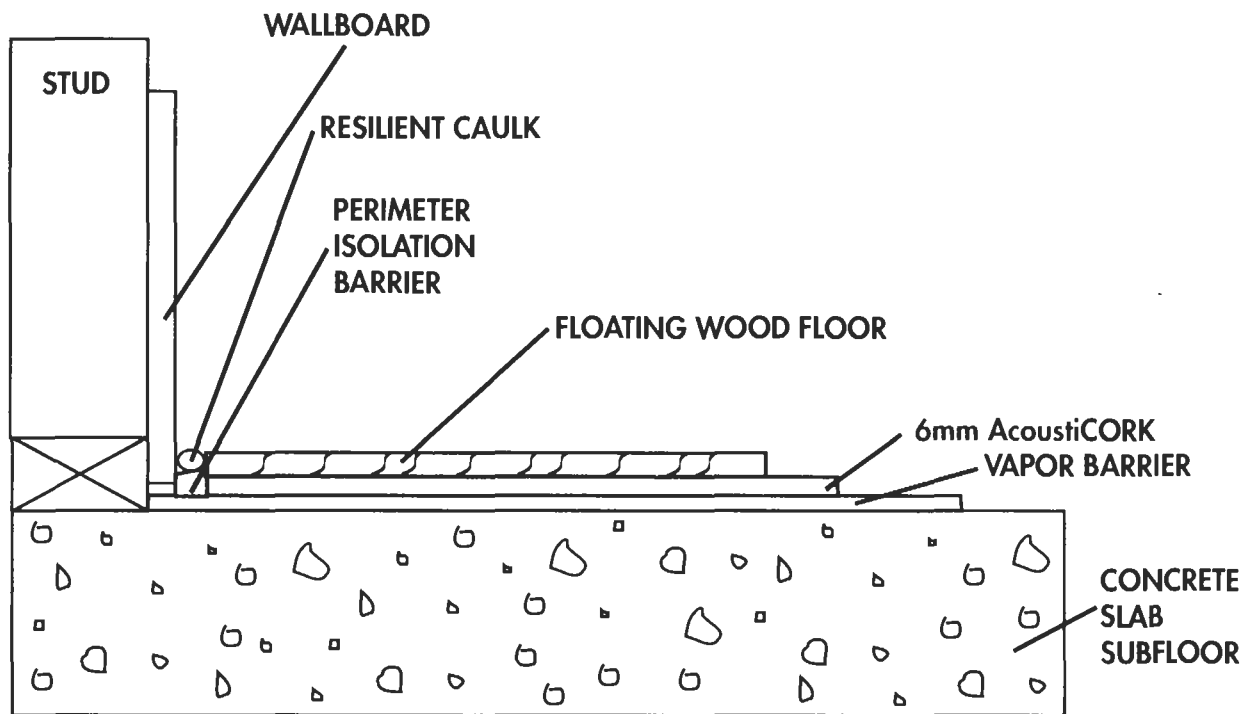 WALLBOARD
STUD
RESILIENT CAULK
PERIMETER
ISOLATION
BARRIER
FLOATING WOOD FLOOR
6mm AcoustiCORK
VAPOR BARRIER
CONCRETE
SLAB
SUBFLOOR